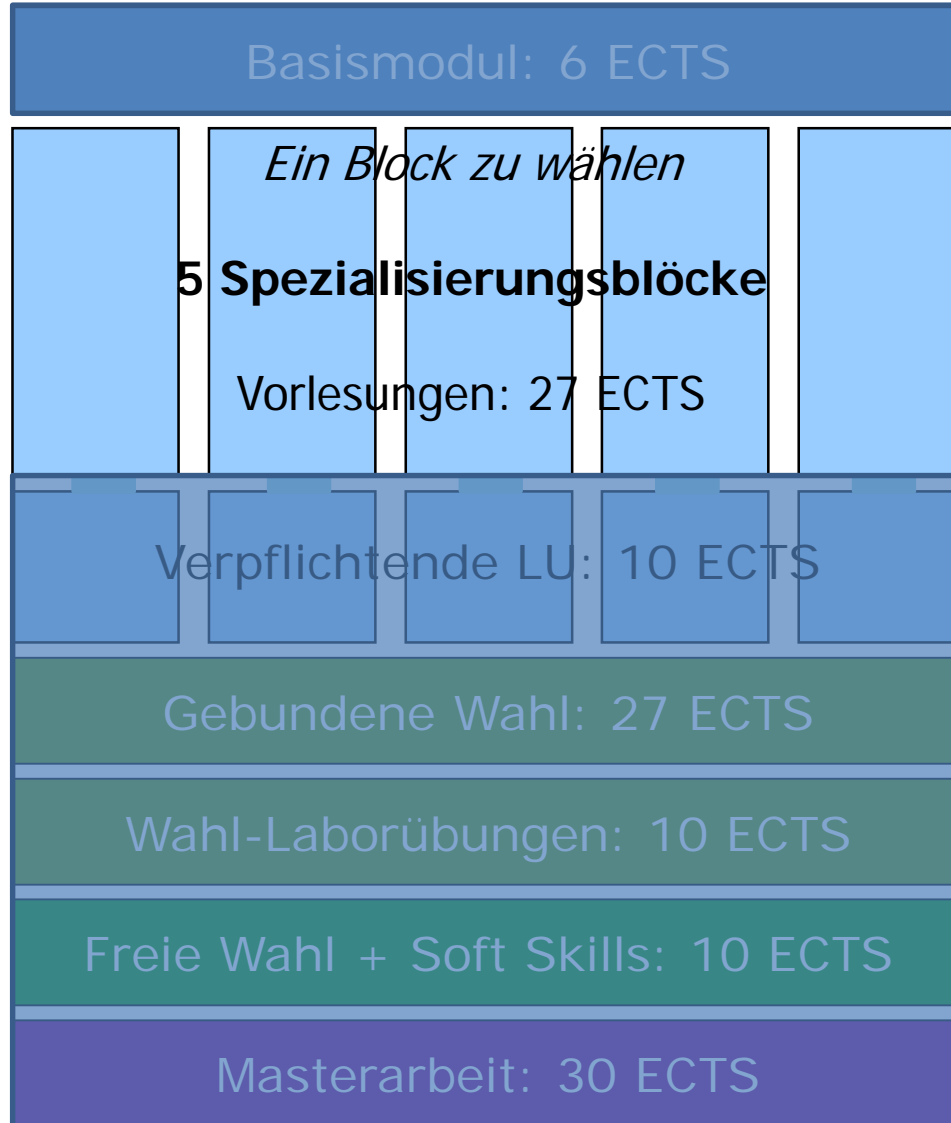 Basismodul: 6 ECTS
Ein Block zu wählen
5 Spezialisierungsblöcke
Vorlesungen: 27 ECTS
Verpflichtende LU: 10 ECTS
Gebundene Wahl: 27 ECTS
Wahl-Laborübungen: 10 ECTS
Freie Wahl + Soft Skills: 10 ECTS
Masterarbeit: 30 ECTS